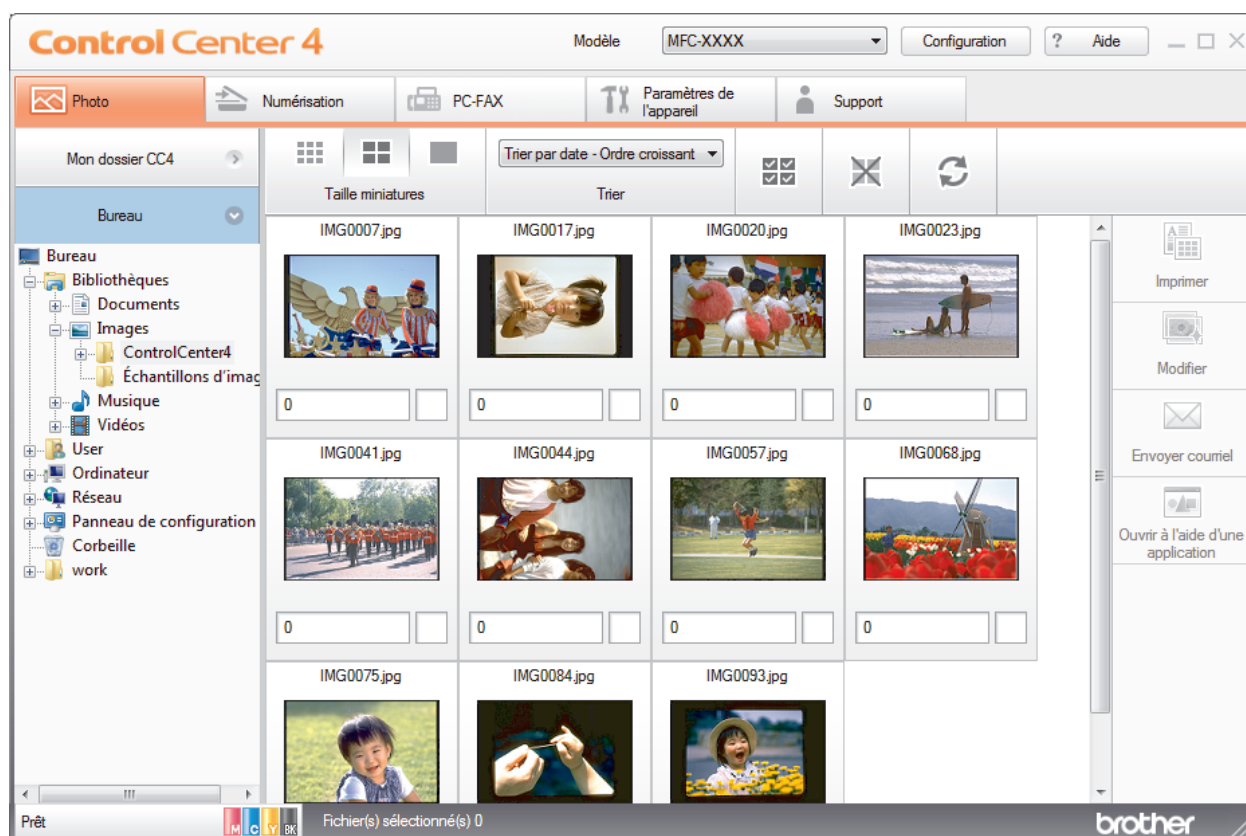 Control Center 4
Modèle
MFC-XXXX
Configuration
? Aide
Photo
Numérisation
PC-FAX
Paramètres de
l'appareil
Support
Mon dossier CC4
Bureau
Taille miniatures
Trier par date - Ordre croissant
Trier
Bureau
Bibliothèques
Documents
Images
ControlCenter4
Échantillons d'imag
Musique
Vidéos
User
Ordinateur
Réseau
Panneau de configuration
Corbeille
work
IMG0007.jpg
IMG0017.jpg
IMG0020.jpg
IMG0023.jpg
0
0
0
0
IMG0041.jpg
IMG0044.jpg
IMG0057.jpg
IMG0068.jpg
0
0
0
0
IMG0075.jpg
IMG0084.jpg
IMG0093.jpg
Imprimer
Modifier
Envoyer courriel
Ouvrir à l'aide d'une
application
Prêt
M C Y BK
Fichier(s) sélectionné(s) 0
brother